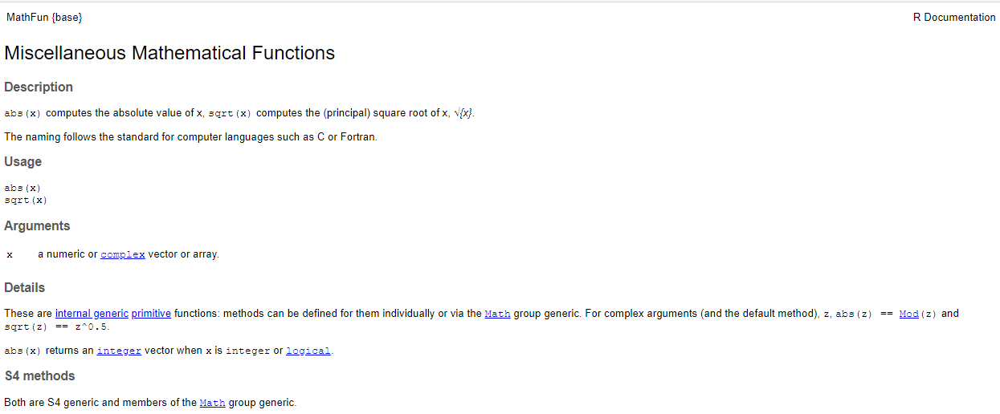 MathFun {base}
R Documentation
Miscellaneous Mathematical Functions
Description
abs(x) computes the absolute value of x, sqrt(x) computes the (principal) square root of x, √{x}.
The naming follows the standard for computer languages such as C or Fortran.
Usage
abs(x)
sqrt(x)
Arguments
x a numeric or complex vector or array.
Details
These are internal generic primitive functions: methods can be defined for them individually or via the Math group generic. For complex arguments (and the default method), z, abs(z) == Mod(z) and
sqrt(z) == z^0.5.
abs(x) returns an integer vector when x is integer or logical.
S4 methods
Both are S4 generic and members of the Math group generic.